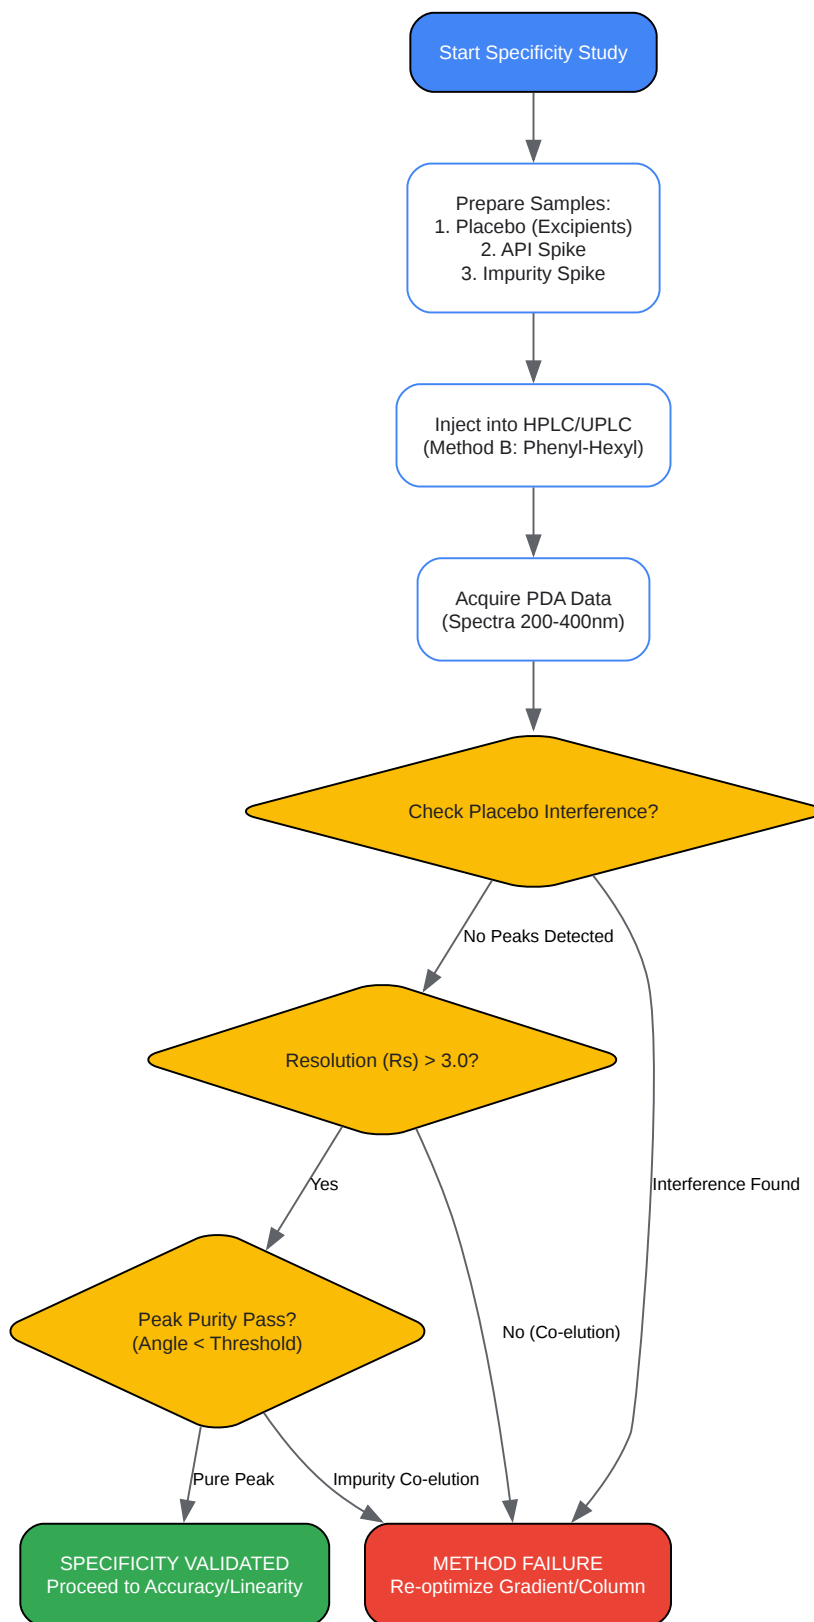 Start Specificity Study
Prepare Samples:
1. Placebo (Excipients)
2. API Spike
3. Impurity Spike
Inject into HPLC/UPLC
(Method B: Phenyl-Hexyl)
Acquire PDA Data
(Spectra 200-400nm)
Check Placebo Interference?
No Peaks Detected
Resolution (Rs) > 3.0?
Yes
Interference Found
Peak Purity Pass?
(Angle < Threshold)
No (Co-elution)
Pure Peak
Impurity Co-elution
SPECIFICITY VALIDATED
Proceed to Accuracy/Linearity
METHOD FAILURE
Re-optimize Gradient/Column